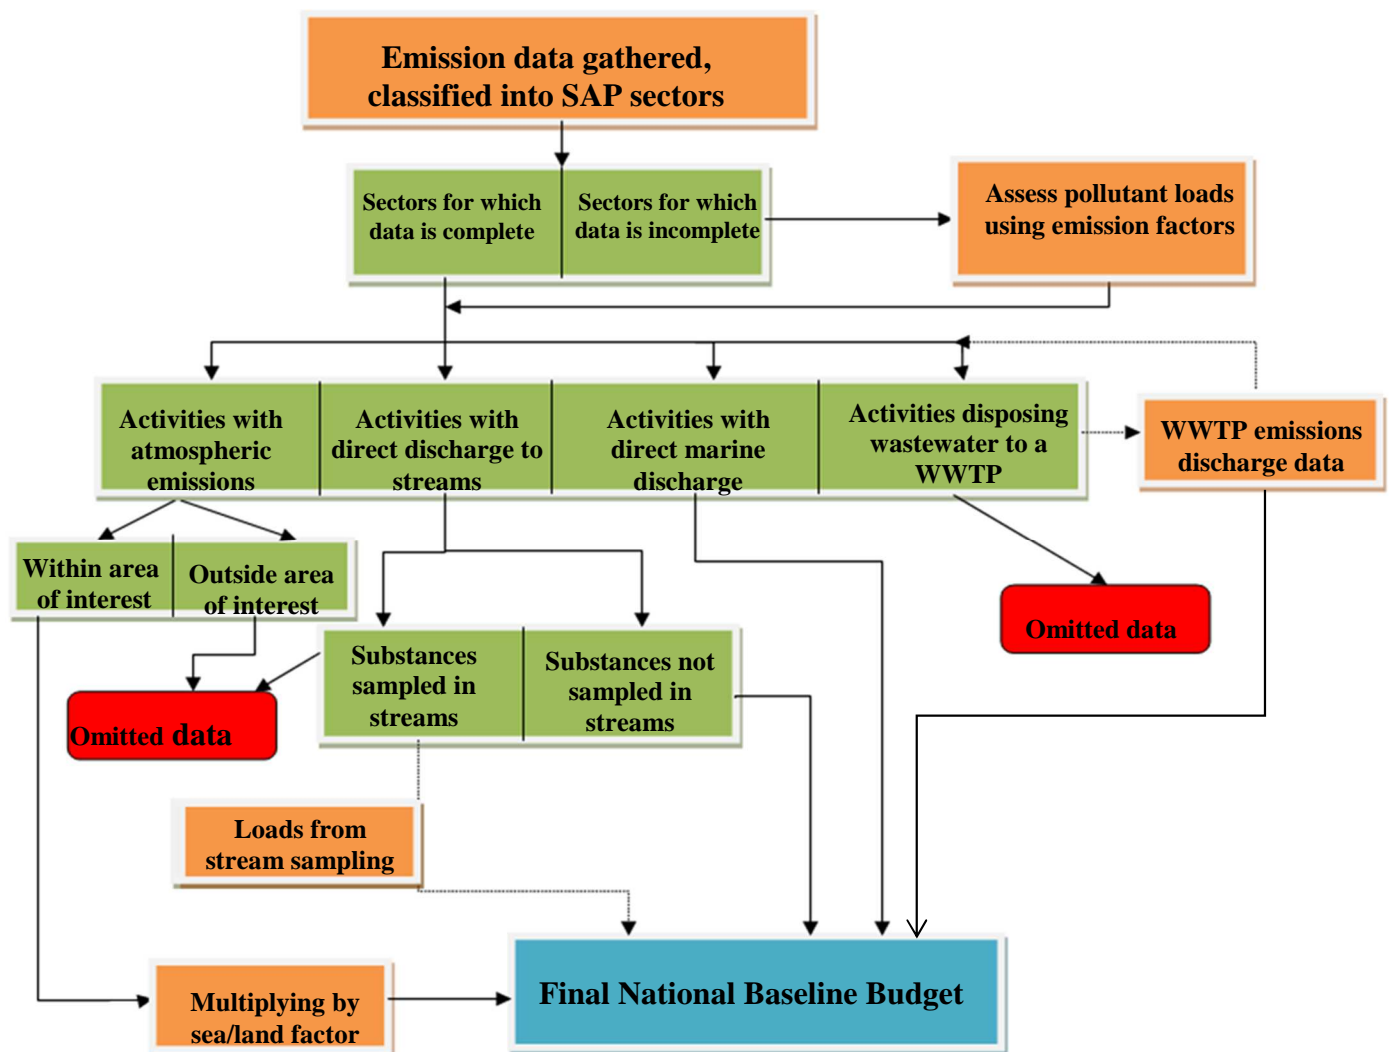 Emission data gathered,
classified into SAP sectors
Sectors for which
data is complete
Sectors for which
data is incomplete
Assess pollutant loads
using emission factors
Activities with
atmospheric
emissions
Activities with
direct discharge to
streams
Activities with
direct marine
discharge
Activities disposing
wastewater to a
WWTP
WWTP emissions
discharge data
Within area
of interest
Outside area
of interest
Omitted data
Substances
sampled in
streams
Substances not
sampled in
streams
Omitted data
Loads from
stream sampling
Multiplying by
sea/land factor
Final National Baseline Budget